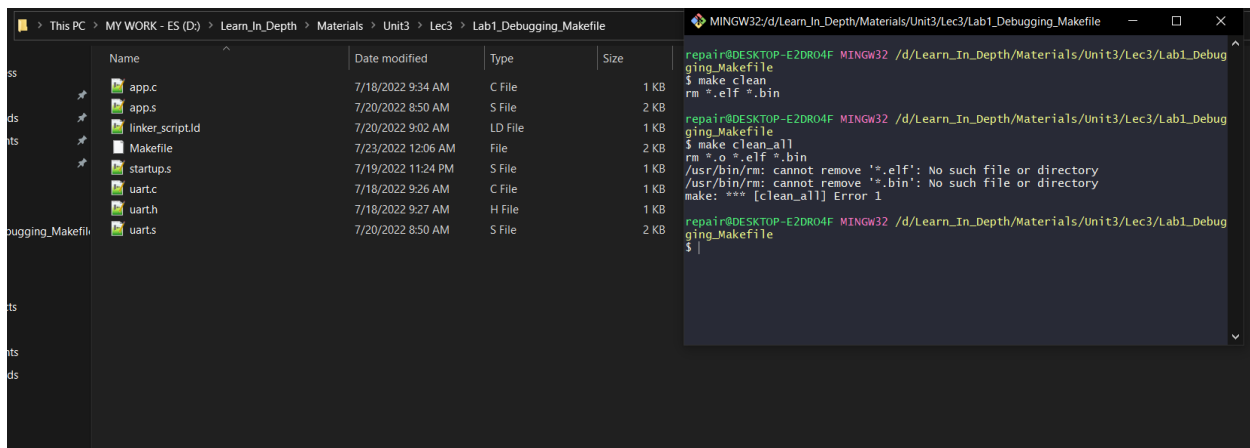 This PC > MY WORK - ES (D:) > Learn_In_Depth > Materials > Unit3 > Lec3 > Lab1_Debugging_Makefile
Name Date modified Type Size
app.c 7/18/2022 9:34 AM C File 1 KB
app.s 7/20/2022 8:50 AM S File 2 KB
linker_script.ld 7/20/2022 9:02 AM LD File 1 KB
Makefile 7/23/2022 12:06 AM File 2 KB
startup.s 7/19/2022 11:24 PM S File 1 KB
uart.c 7/18/2022 9:26 AM C File 1 KB
uart.h 7/18/2022 9:27 AM H File 1 KB
uart.s 7/20/2022 8:50 AM S File 2 KB
ss
ds
nts
bugging_Makefil
cts
nts
ds
MINGW32:/d/Learn_In_Depth/Materials/Unit3/Lec3/Lab1_Debugging_Makefile
repair@DESKTOP-E2DRO4F MINGW32 /d/Learn_In_Depth/Materials/Unit3/Lec3/Lab1_Debug
ging_Makefile
$ make clean
rm *.elf *.bin
repair@DESKTOP-E2DRO4F MINGW32 /d/Learn_In_Depth/Materials/Unit3/Lec3/Lab1_Debug
ging_Makefile
$ make clean_all
rm *.o *.elf *.bin
/usr/bin/rm: cannot remove '*.elf': No such file or directory
/usr/bin/rm: cannot remove '*.bin': No such file or directory
make: *** [clean_all] Error 1
repair@DESKTOP-E2DRO4F MINGW32 /d/Learn_In_Depth/Materials/Unit3/Lec3/Lab1_Debug
ging_Makefile
$